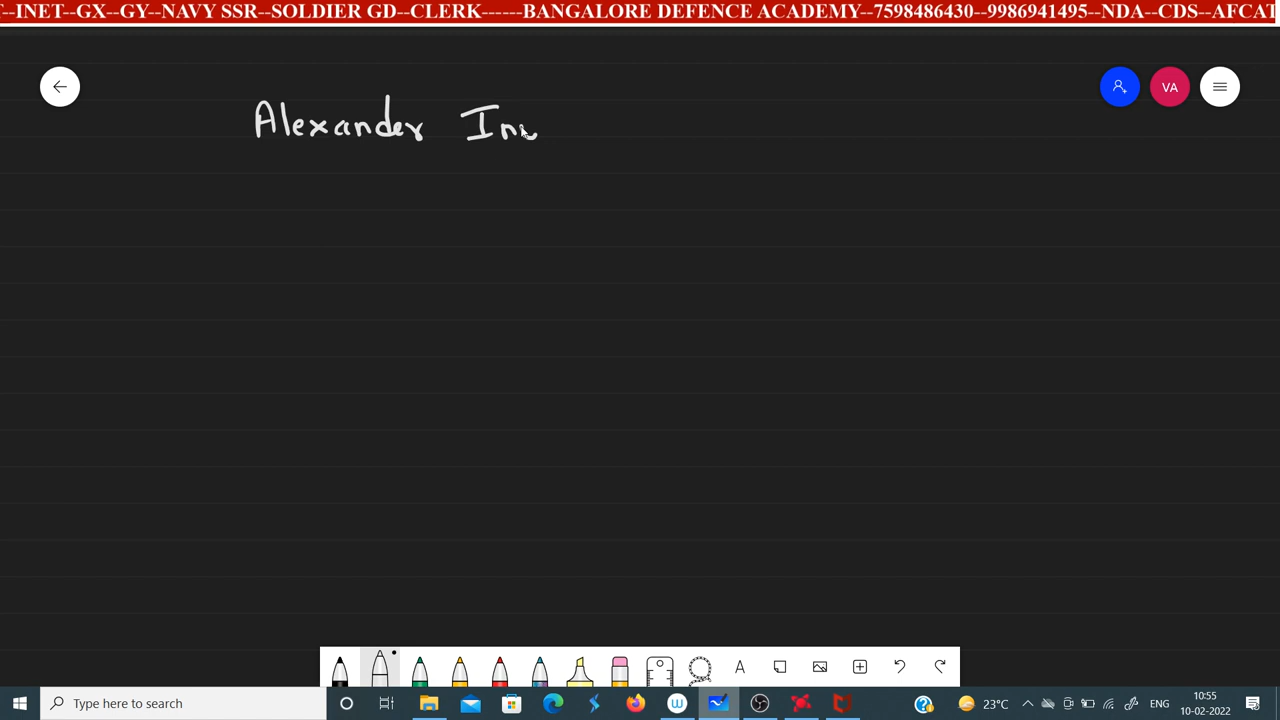 -INET--GX--GY--NAVY SSR--SOLDIER GD--CLERK------BANGALORE DEFENCE ACADEMY--7598486430--9986941495--NDA--CDS--AFCAT
VA
Alexander
A
Type here to search
23°C
ENG
10:55
10-02-2022